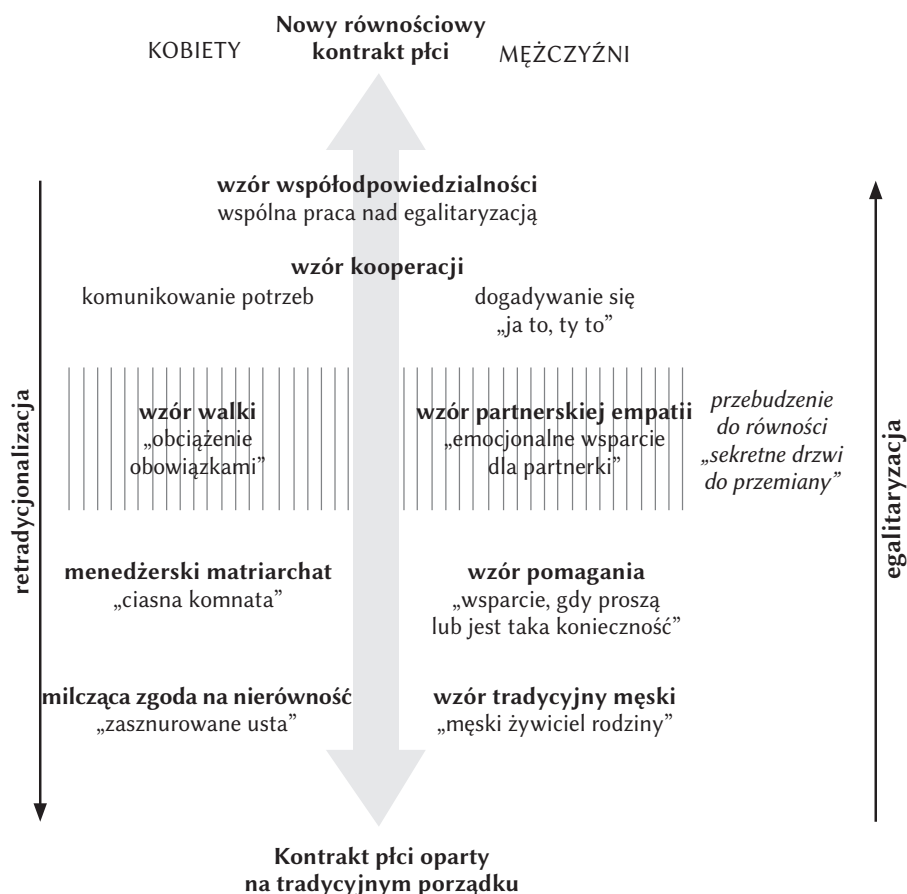 Nowy równościowy
kontrakt płci
KOBIETY
MĘŻCZYŹNI
wzór współodpowiedzialności
wspólna praca nad egalitaryzacją
wzór kooperacji
komunikowanie potrzeb
dogadywanie się
„ja to, ty to”
wzór walki
„obciążenie
obowiązkami”
wzór partnerskiej empatii
„emocjonalne wsparcie
dla partnerki”
przebudzenie
do równości
„sekretne drzwi
do przemiany”
retradycjonalizacja
egalitaryzacja
menedżerski matriarchat
„ciasna komnata”
wzór pomagania
„wsparcie, gdy proszą
lub jest taka konieczność”
milcząca zgoda na nierówność
„zasznurowane usta”
wzór tradycyjny męski
„męski żywiciel rodziny”
Kontrakt płci oparty
na tradycyjnym porządku